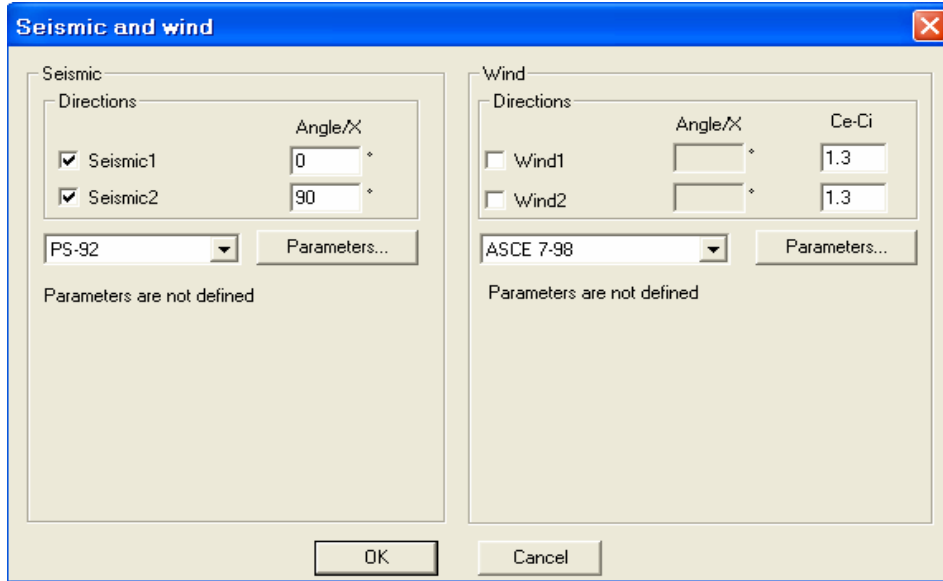 Seismic and wind
Seismic
Directions
Angle/X
Seismic1 0 °
Seismic2 90 °
PS-92 Parameters...
Parameters are not defined
Wind
Directions
Angle/X Ce-Ci
Wind1 ° 1.3
Wind2 ° 1.3
ASCE 7-98 Parameters...
Parameters are not defined
OK Cancel